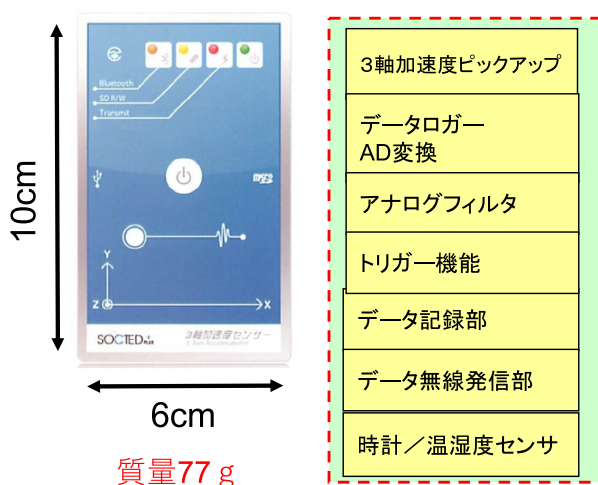 Bluetooth
SD R/W
Transmit
10cm
Y
Z
X
SOCTED PLUS
3軸加速度センサー
3 Axis Accelerometer
6cm
質量77ｇ
３軸加速度ピックアップ
データロガー
AD変換
アナログフィルタ
トリガー機能
データ記録部
データ無線発信部
時計／温湿度センサ